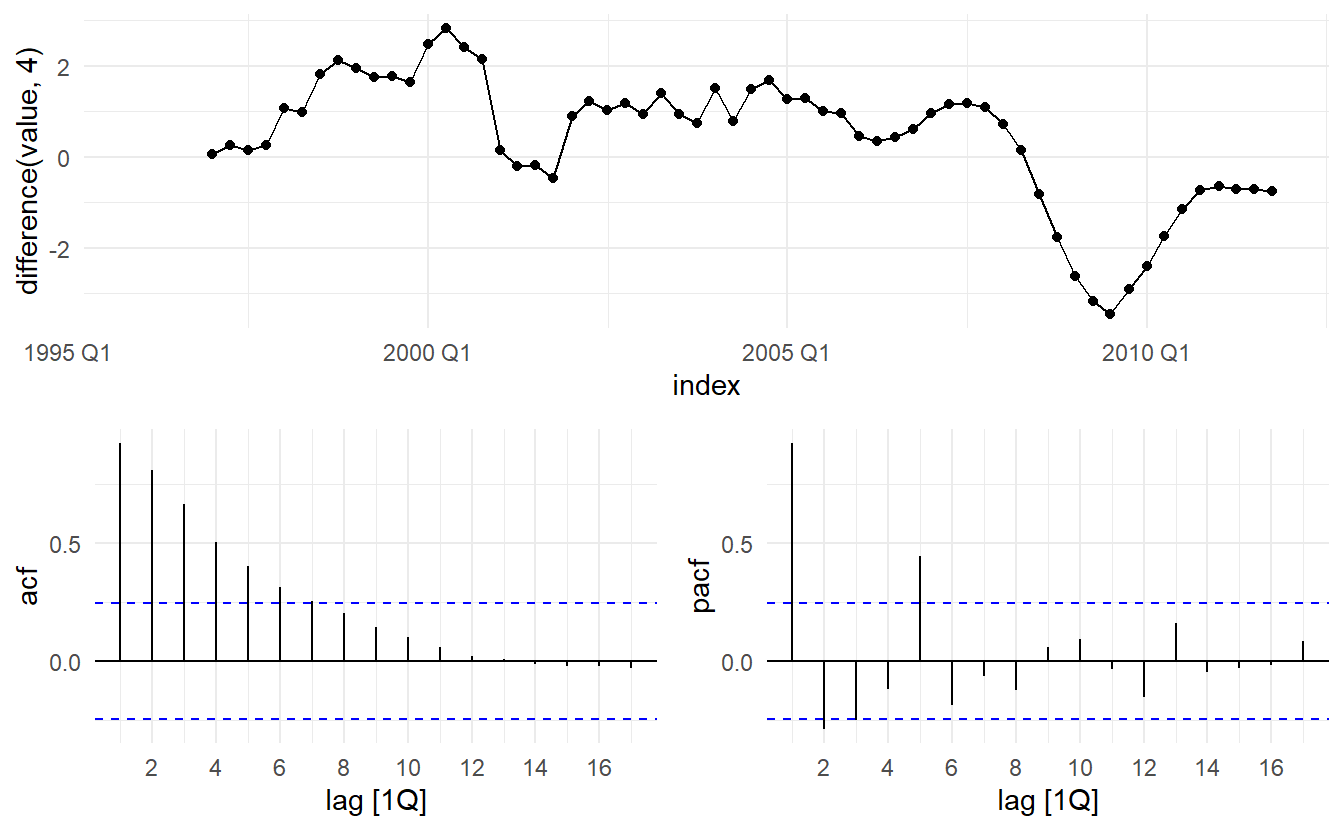 difference(value, 4)
2
0
-2
1995 Q1 2000 Q1 2005 Q1 2010 Q1
index
acf
0.5
0.0
2 4 6 8 10 12 14 16
lag [1Q]
pacf
0.5
0.0
2 4 6 8 10 12 14 16
lag [1Q]